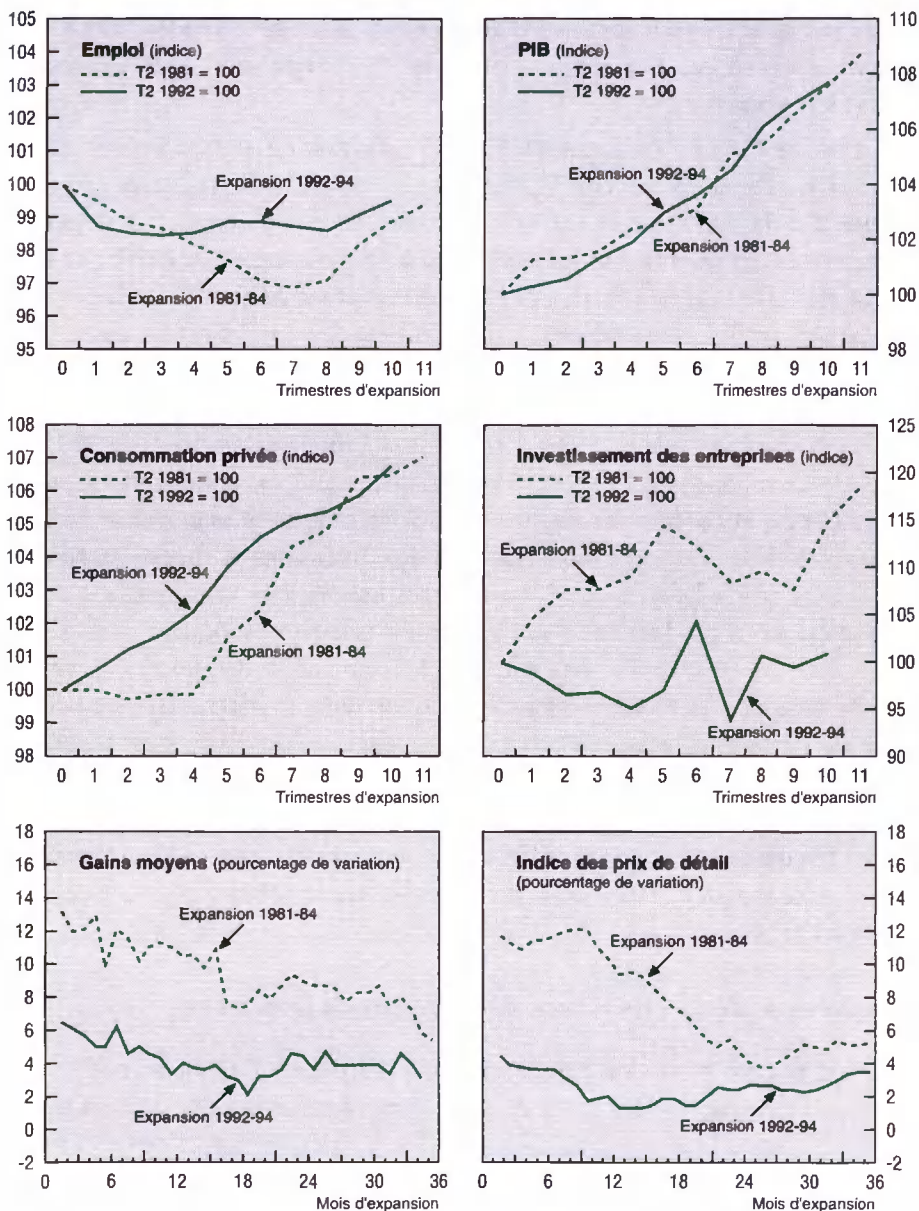 Emploi (indice)
T2 1981 = 100
T2 1992 = 100
Expansion 1992-94
Expansion 1981-84
105
104
103
102
101
100
99
98
97
96
95
0 1 2 3 4 5 6 7 8 9 10 11
Trimestres d'expansion
PIB (Indice)
T2 1981 = 100
T2 1992 = 100
Expansion 1992-94
Expansion 1981-84
110
108
106
104
102
100
98
0 1 2 3 4 5 6 7 8 9 10 11
Trimestres d'expansion
Consommation privée (indice)
T2 1981 = 100
T2 1992 = 100
Expansion 1992-94
Expansion 1981-84
108
107
106
105
104
103
102
101
100
99
98
0 1 2 3 4 5 6 7 8 9 10 11
Trimestres d'expansion
Investissement des entreprises (indice)
T2 1981 = 100
T2 1992 = 100
Expansion 1981-84
Expansion 1992-94
125
120
115
110
105
100
95
90
0 1 2 3 4 5 6 7 8 9 10 11
Trimestres d'expansion
Gains moyens (pourcentage de variation)
Expansion 1981-84
Expansion 1992-94
18
16
14
12
10
8
6
4
2
0
-2
0 6 12 18 24 30 36
Mois d'expansion
Indice des prix de détail
(pourcentage de variation)
Expansion 1981-84
Expansion 1992-94
18
16
14
12
10
8
6
4
2
0
-2
0 6 12 18 24 30 36
Mois d'expansion